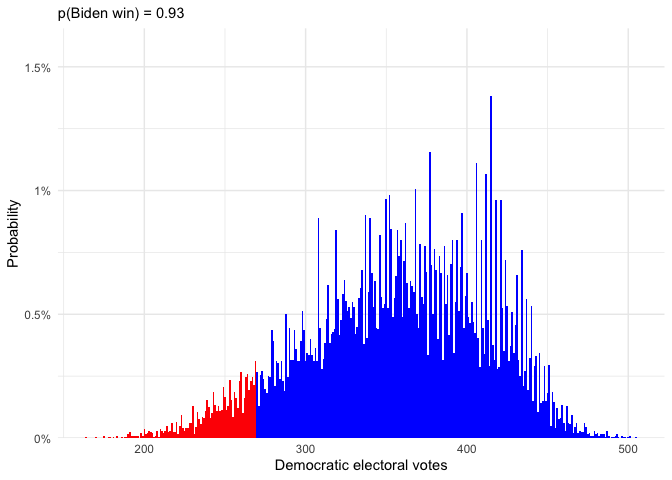 p(Biden win) = 0.93
1.5%
1%
0.5%
0%
Probability
200 300 400 500
Democratic electoral votes